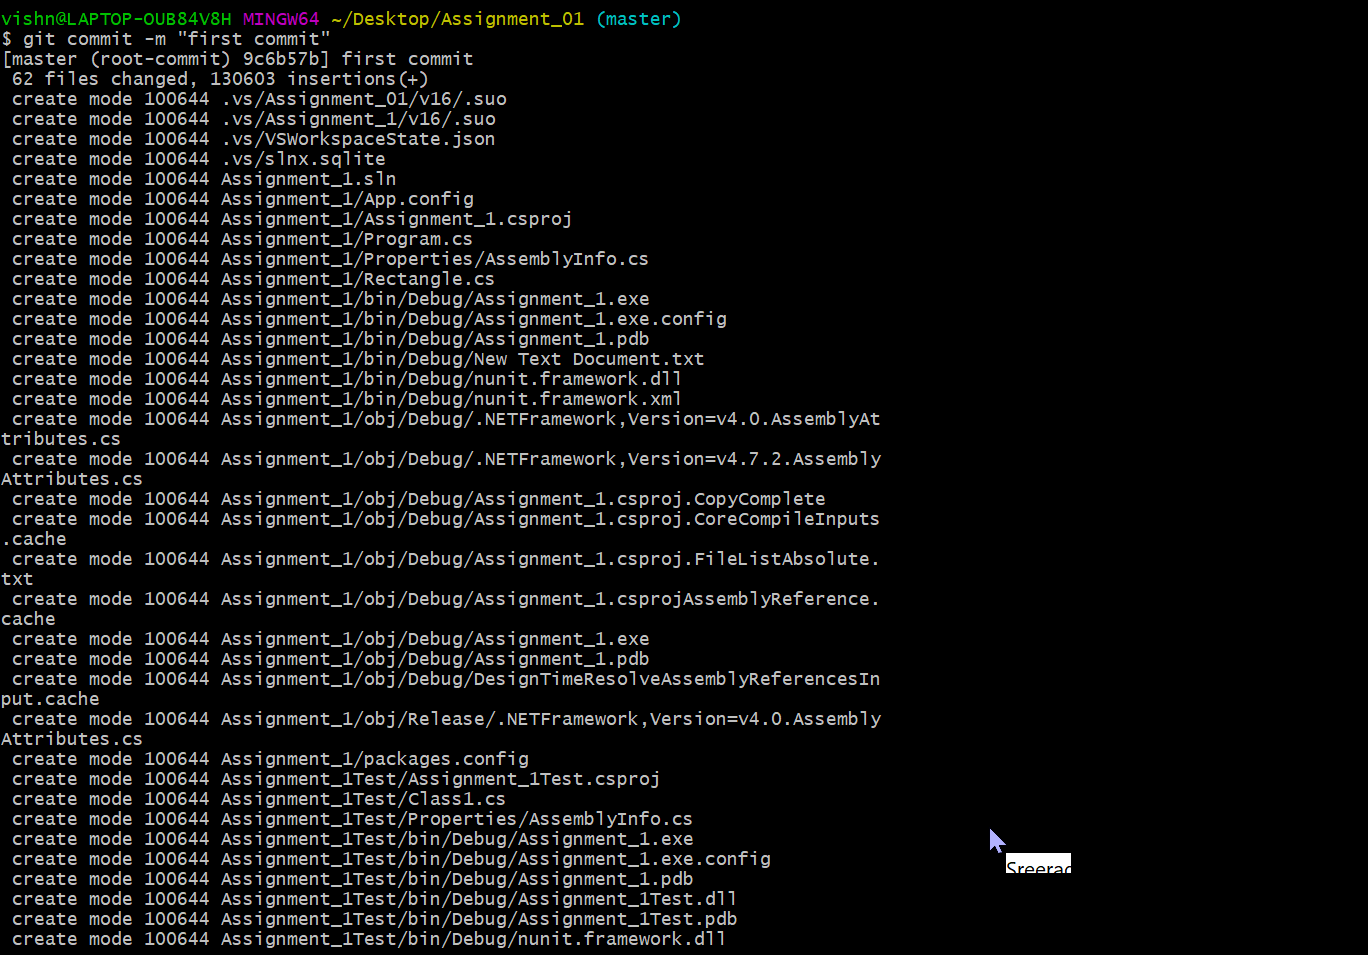 vishn@LAPTOP-OUB84V8H MINGW64 ~/Desktop/Assignment_01 (master)
$ git commit -m "first commit"
[master (root-commit) 9c6b57b] first commit
 62 files changed, 130603 insertions(+)
 create mode 100644 .vs/Assignment_01/v16/.suo
 create mode 100644 .vs/Assignment_1/v16/.suo
 create mode 100644 .vs/VSWorkspaceState.json
 create mode 100644 .vs/slnx.sqlite
 create mode 100644 Assignment_1.sln
 create mode 100644 Assignment_1/App.config
 create mode 100644 Assignment_1/Assignment_1.csproj
 create mode 100644 Assignment_1/Program.cs
 create mode 100644 Assignment_1/Properties/AssemblyInfo.cs
 create mode 100644 Assignment_1/Rectangle.cs
 create mode 100644 Assignment_1/bin/Debug/Assignment_1.exe
 create mode 100644 Assignment_1/bin/Debug/Assignment_1.exe.config
 create mode 100644 Assignment_1/bin/Debug/Assignment_1.pdb
 create mode 100644 Assignment_1/bin/Debug/New Text Document.txt
 create mode 100644 Assignment_1/bin/Debug/nunit.framework.dll
 create mode 100644 Assignment_1/bin/Debug/nunit.framework.xml
 create mode 100644 Assignment_1/obj/Debug/.NETFramework,Version=v4.0.AssemblyAt
tributes.cs
 create mode 100644 Assignment_1/obj/Debug/.NETFramework,Version=v4.7.2.Assembly
Attributes.cs
 create mode 100644 Assignment_1/obj/Debug/Assignment_1.csproj.CopyComplete
 create mode 100644 Assignment_1/obj/Debug/Assignment_1.csproj.CoreCompileInputs
.cache
 create mode 100644 Assignment_1/obj/Debug/Assignment_1.csproj.FileListAbsolute.
txt
 create mode 100644 Assignment_1/obj/Debug/Assignment_1.csprojAssemblyReference.
cache
 create mode 100644 Assignment_1/obj/Debug/Assignment_1.exe
 create mode 100644 Assignment_1/obj/Debug/Assignment_1.pdb
 create mode 100644 Assignment_1/obj/Debug/DesignTimeResolveAssemblyReferencesIn
put.cache
 create mode 100644 Assignment_1/obj/Release/.NETFramework,Version=v4.0.Assembly
Attributes.cs
 create mode 100644 Assignment_1/packages.config
 create mode 100644 Assignment_1Test/Assignment_1Test.csproj
 create mode 100644 Assignment_1Test/Class1.cs
 create mode 100644 Assignment_1Test/Properties/AssemblyInfo.cs
 create mode 100644 Assignment_1Test/bin/Debug/Assignment_1.exe
 create mode 100644 Assignment_1Test/bin/Debug/Assignment_1.exe.config
 create mode 100644 Assignment_1Test/bin/Debug/Assignment_1.pdb
 create mode 100644 Assignment_1Test/bin/Debug/Assignment_1Test.dll
 create mode 100644 Assignment_1Test/bin/Debug/Assignment_1Test.pdb
 create mode 100644 Assignment_1Test/bin/Debug/nunit.framework.dll